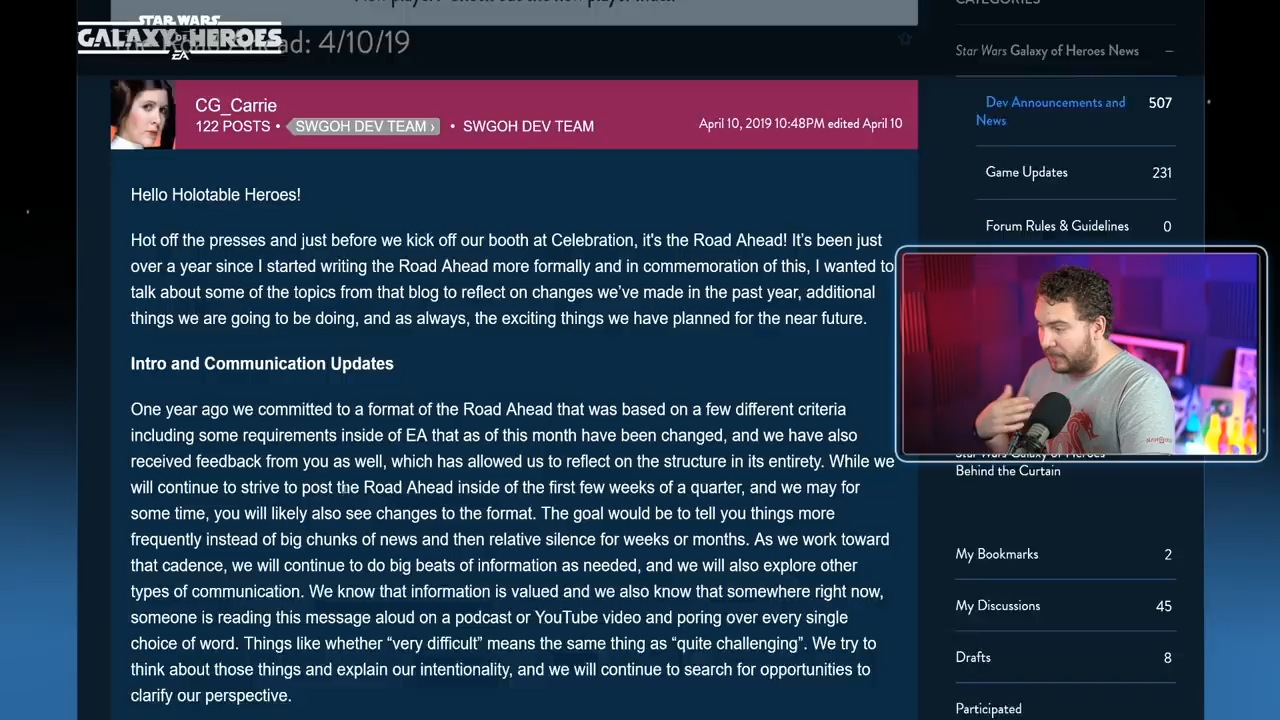 STAR WARS
CATEGORIES
GALAXY OF HEROES
EA
Ahead: 4/10/19
Star Wars Galaxy of Heroes News
CG_Carrie
122 POSTS • SWGOH DEV TEAM › • SWGOH DEV TEAM
April 10, 2019 10:48PM edited April 10
Dev Announcements and 507
News
Game Updates 231
Forum Rules & Guidelines 0
Hello Holotable Heroes!
Hot off the presses and just before we kick off our booth at Celebration, it's the Road Ahead! It’s been just
over a year since I started writing the Road Ahead more formally and in commemoration of this, I wanted to
talk about some of the topics from that blog to reflect on changes we’ve made in the past year, additional
things we are going to be doing, and as always, the exciting things we have planned for the near future.
Intro and Communication Updates
One year ago we committed to a format of the Road Ahead that was based on a few different criteria
including some requirements inside of EA that as of this month have been changed, and we have also
received feedback from you as well, which has allowed us to reflect on the structure in its entirety. While we
will continue to strive to post the Road Ahead inside of the first few weeks of a quarter, and we may for
some time, you will likely also see changes to the format. The goal would be to tell you things more
frequently instead of big chunks of news and then relative silence for weeks or months. As we work toward
that cadence, we will continue to do big beats of information as needed, and we will also explore other
types of communication. We know that information is valued and we also know that somewhere right now,
someone is reading this message aloud on a podcast or YouTube video and poring over every single
choice of word. Things like whether “very difficult” means the same thing as “quite challenging”. We try to
think about those things and explain our intentionality, and we will continue to search for opportunities to
clarify our perspective.
Star Wars Galaxy of Heroes
Behind the Curtain
My Bookmarks 2
My Discussions 45
Drafts 8
Participated